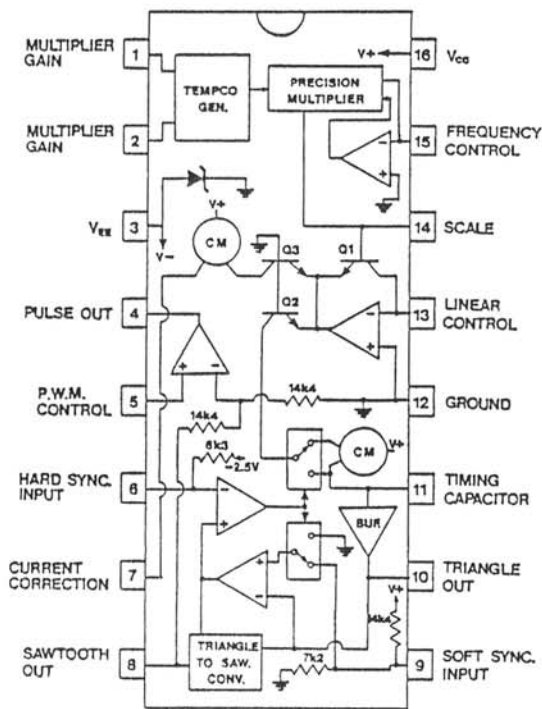 MULTIPLIER
GAIN
1
16
V+
VCC
TEMPCO
GEN.
PRECISION
MULTIPLIER
MULTIPLIER
GAIN
2
15
FREQUENCY
CONTROL
-
+
VEE
3
V+
CM
V-
14
SCALE
Q3
Q1
Q2
PULSE OUT
4
13
LINEAR
CONTROL
-
+
+
-
P.W.M.
CONTROL
5
14k4
12
GROUND
14k4
6k3
-2.5V
CM
V+
HARD SYNC.
INPUT
6
11
TIMING
CAPACITOR
-
+
BUF.
CURRENT
CORRECTION
7
+
-
10
TRIANGLE
OUT
V+
14k4
SAWTOOTH
OUT
8
TRIANGLE
TO SAW.
CONV.
7k2
9
SOFT SYNC.
INPUT